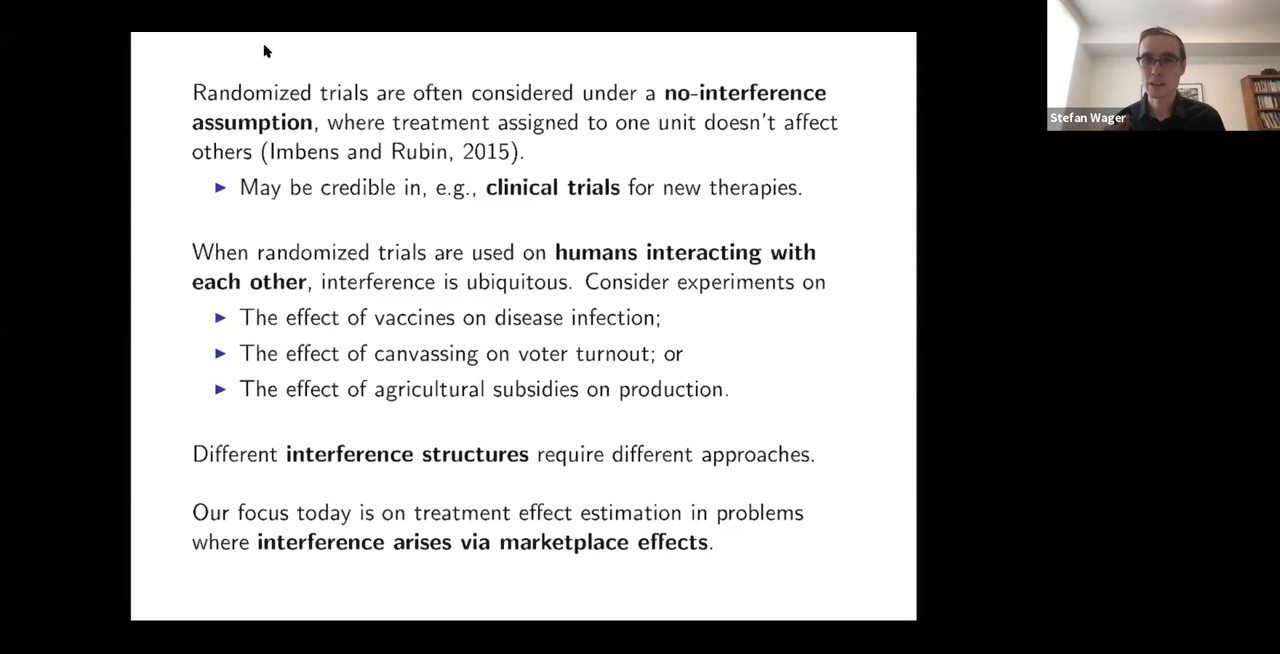 Randomized trials are often considered under a no-interference
assumption, where treatment assigned to one unit doesn't affect
others (Imbens and Rubin, 2015).
▶ May be credible in, e.g., clinical trials for new therapies.
When randomized trials are used on humans interacting with
each other, interference is ubiquitous. Consider experiments on
▶ The effect of vaccines on disease infection;
▶ The effect of canvassing on voter turnout; or
▶ The effect of agricultural subsidies on production.
Different interference structures require different approaches.
Our focus today is on treatment effect estimation in problems
where interference arises via marketplace effects.
Stefan Wager